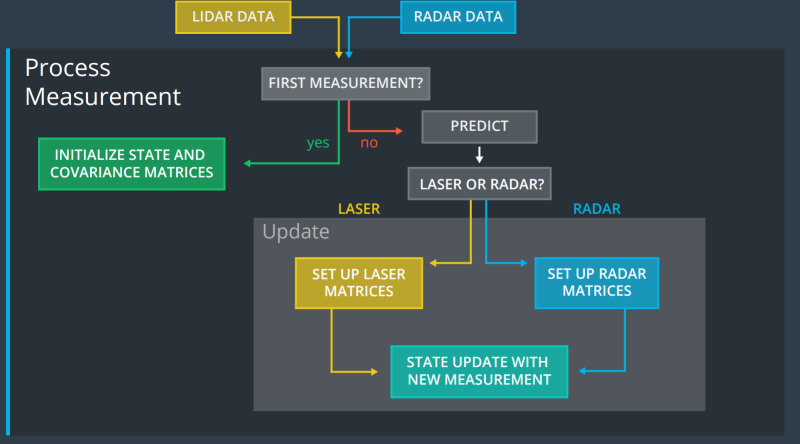 LIDAR DATA
RADAR DATA
Process
Measurement
FIRST MEASUREMENT?
yes
no
PREDICT
INITIALIZE STATE AND
COVARIANCE MATRICES
LASER OR RADAR?
LASER
RADAR
Update
SET UP LASER
MATRICES
SET UP RADAR
MATRICES
STATE UPDATE WITH
NEW MEASUREMENT